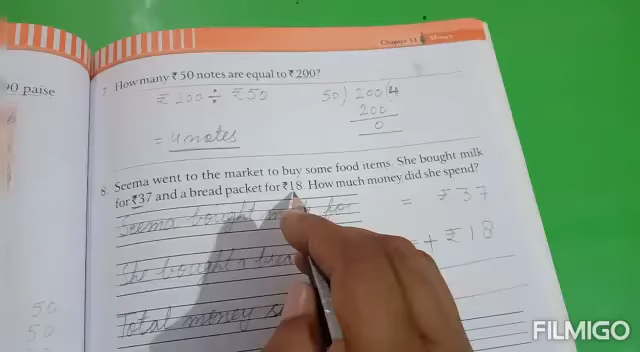 Chapter 13 Money
00 paise
7. How many ₹ 50 notes are equal to ₹ 200?
₹ 200 ÷ ₹ 50
50) 200 (4
200
0
= 4 notes
8. Seema went to the market to buy some food items. She bought milk
for ₹ 37 and a bread packet for ₹ 18. How much money did she spend?
Seema bought = ₹ 37
She bought a = + ₹ 18
Total money
50
50
FILMIGO